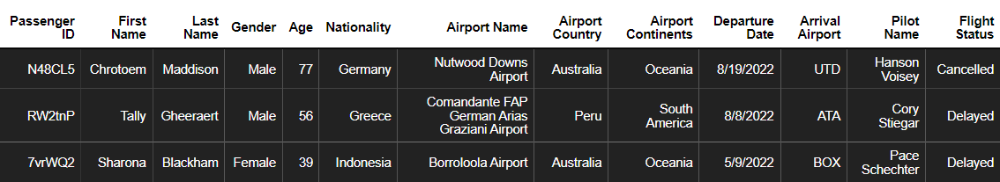 Passenger ID First Name Last Name Gender Age Nationality Airport Name Airport Country Airport Continents Departure Date Arrival Airport Pilot Name Flight Status
N48CL5 Chrotoem Maddison Male 77 Germany Nutwood Downs Airport Australia Oceania 8/19/2022 UTD Hanson Voisey Cancelled
RW2tnP Tally Gheeraert Male 56 Greece Comandante FAP German Arias Graziani Airport Peru South America 8/8/2022 ATA Cory Stiegar Delayed
7vrWQ2 Sharona Blackham Female 39 Indonesia Borroloola Airport Australia Oceania 5/9/2022 BOX Pace Schechter Delayed